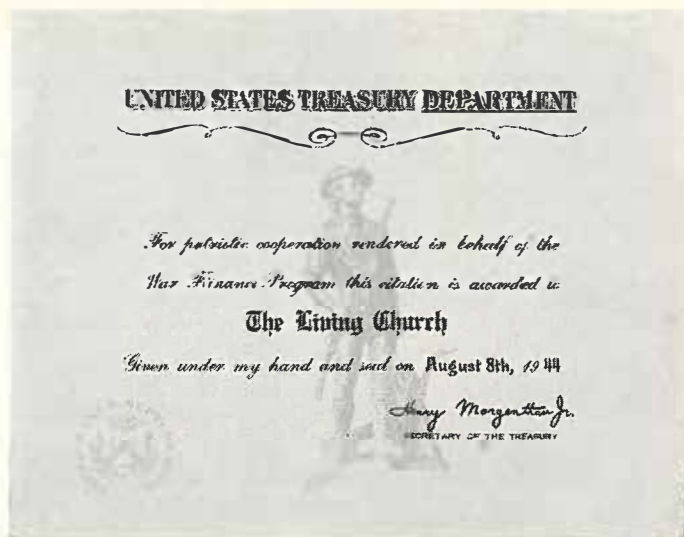 UNITED STATES TREASURY DEPARTMENT
For patriotic cooperation rendered in behalf of the
War Finance Program this citation is awarded to
The Living Church
Given under my hand and seal on August 8th, 1944
Henry Morgenthau Jr.
SECRETARY OF THE TREASURY